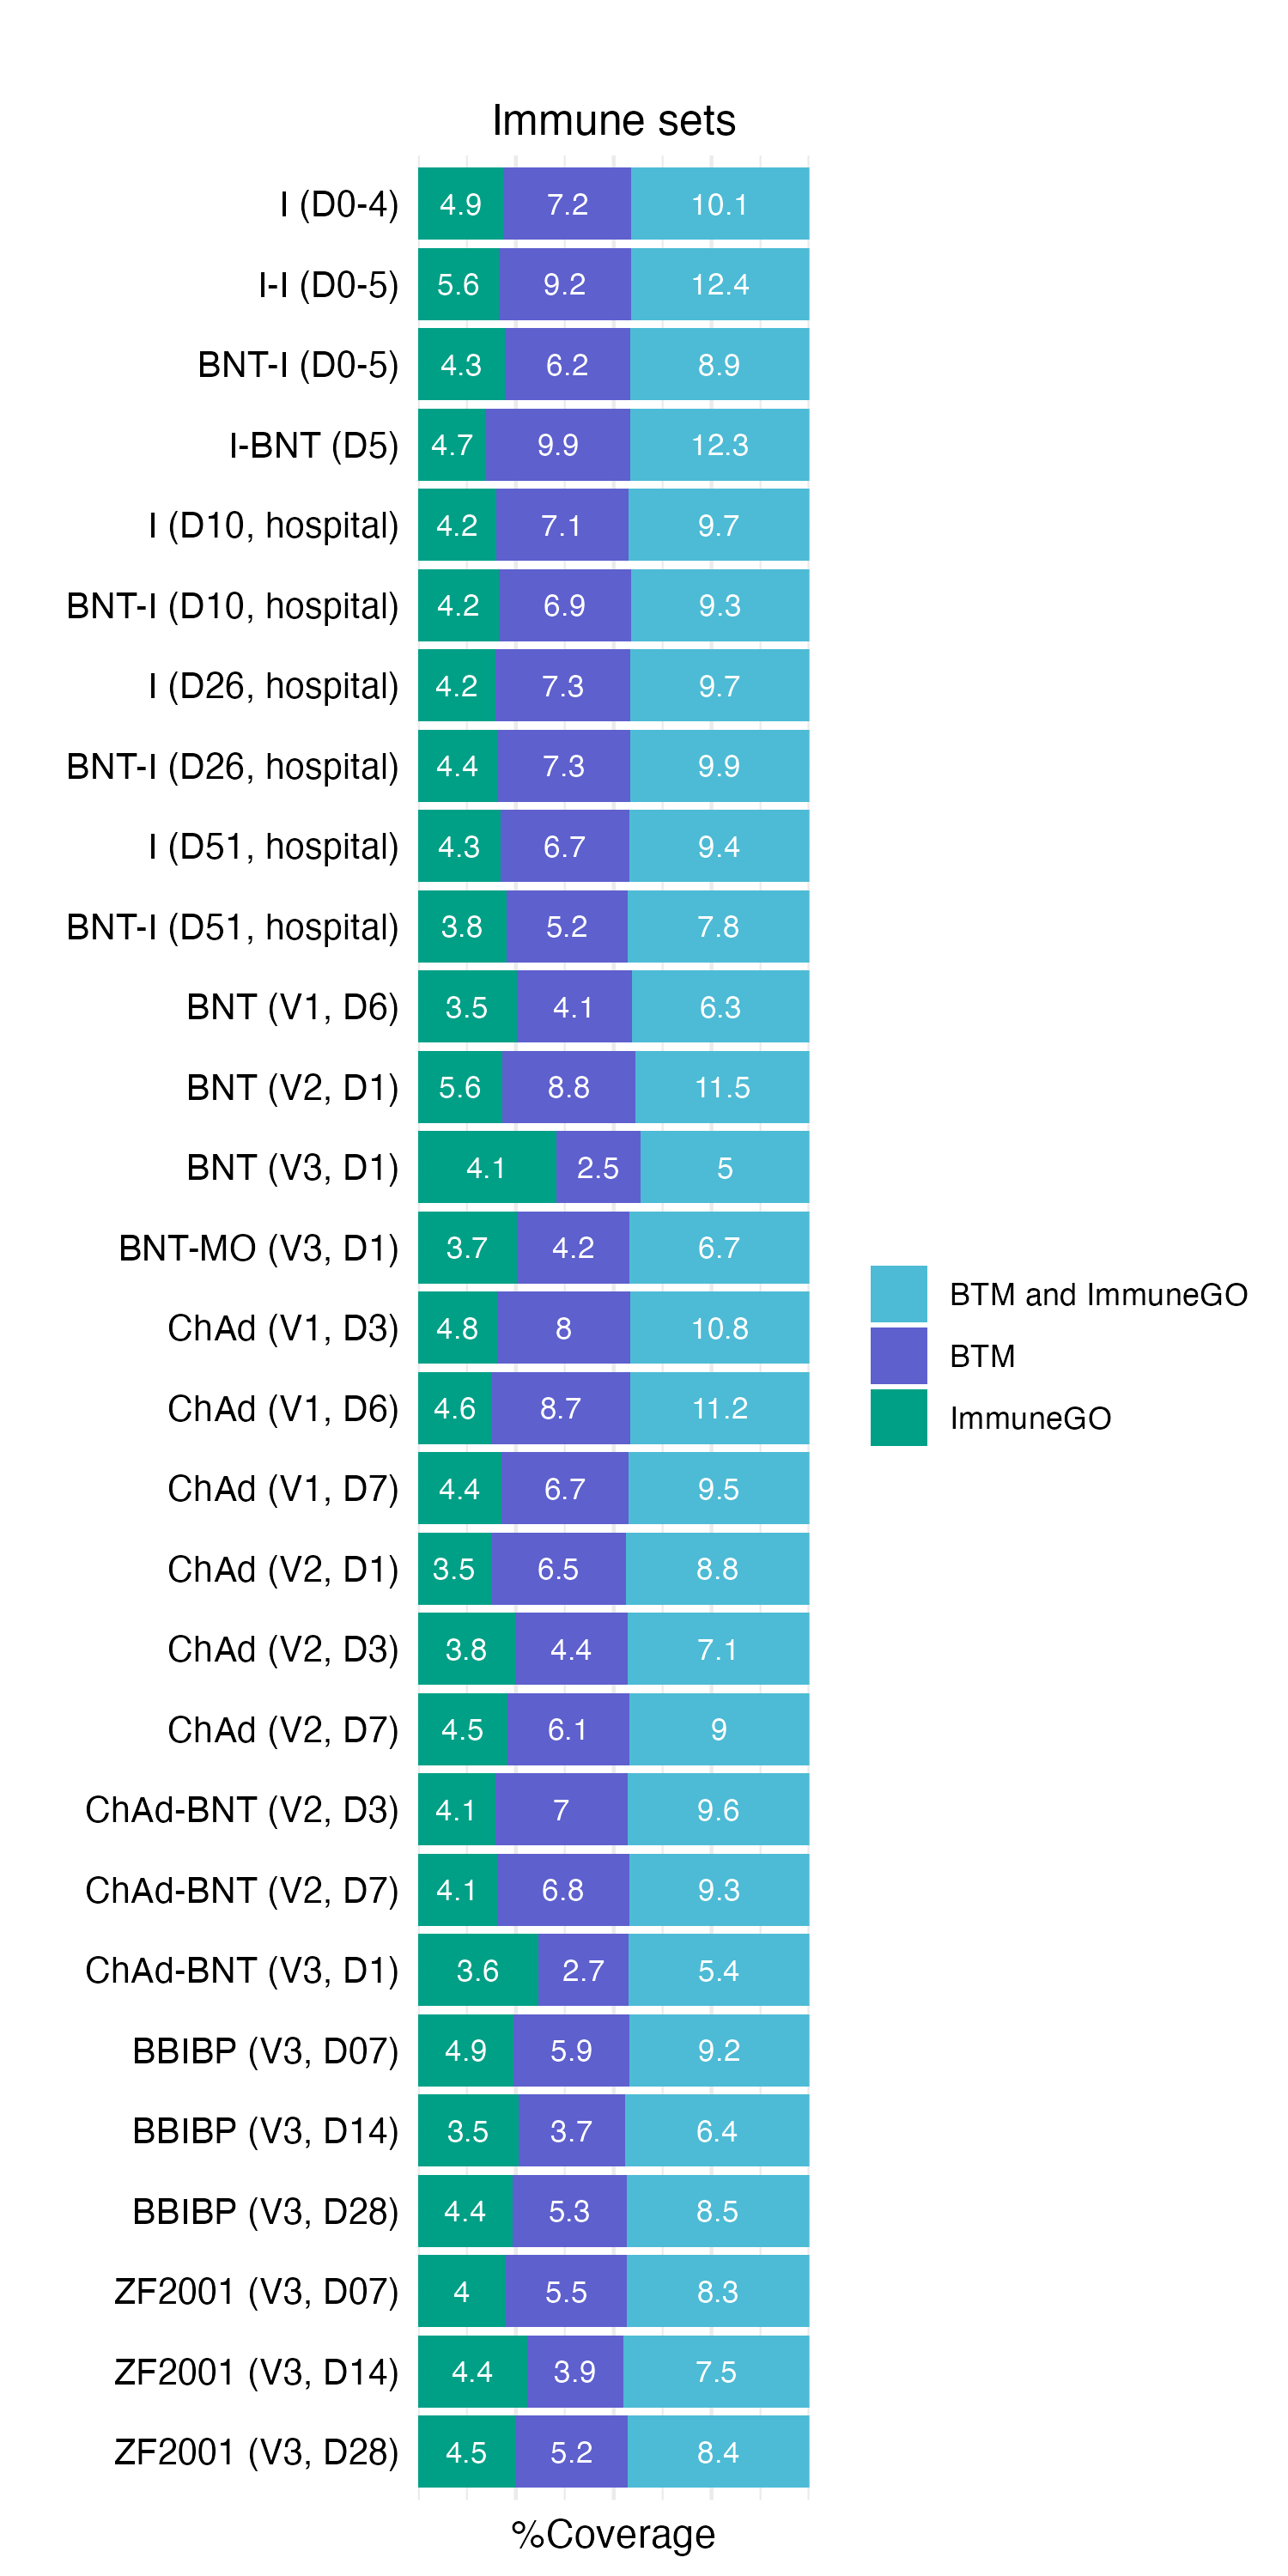 Immune sets
I (D0-4) 4.9 7.2 10.1
I-I (D0-5) 5.6 9.2 12.4
BNT-I (D0-5) 4.3 6.2 8.9
I-BNT (D5) 4.7 9.9 12.3
I (D10, hospital) 4.2 7.1 9.7
BNT-I (D10, hospital) 4.2 6.9 9.3
I (D26, hospital) 4.2 7.3 9.7
BNT-I (D26, hospital) 4.4 7.3 9.9
I (D51, hospital) 4.3 6.7 9.4
BNT-I (D51, hospital) 3.8 5.2 7.8
BNT (V1, D6) 3.5 4.1 6.3
BNT (V2, D1) 5.6 8.8 11.5
BNT (V3, D1) 4.1 2.5 5
BNT-MO (V3, D1) 3.7 4.2 6.7
ChAd (V1, D3) 4.8 8 10.8
ChAd (V1, D6) 4.6 8.7 11.2
ChAd (V1, D7) 4.4 6.7 9.5
ChAd (V2, D1) 3.5 6.5 8.8
ChAd (V2, D3) 3.8 4.4 7.1
ChAd (V2, D7) 4.5 6.1 9
ChAd-BNT (V2, D3) 4.1 7 9.6
ChAd-BNT (V2, D7) 4.1 6.8 9.3
ChAd-BNT (V3, D1) 3.6 2.7 5.4
BBIBP (V3, D07) 4.9 5.9 9.2
BBIBP (V3, D14) 3.5 3.7 6.4
BBIBP (V3, D28) 4.4 5.3 8.5
ZF2001 (V3, D07) 4 5.5 8.3
ZF2001 (V3, D14) 4.4 3.9 7.5
ZF2001 (V3, D28) 4.5 5.2 8.4
%Coverage
BTM and ImmuneGO
BTM
ImmuneGO